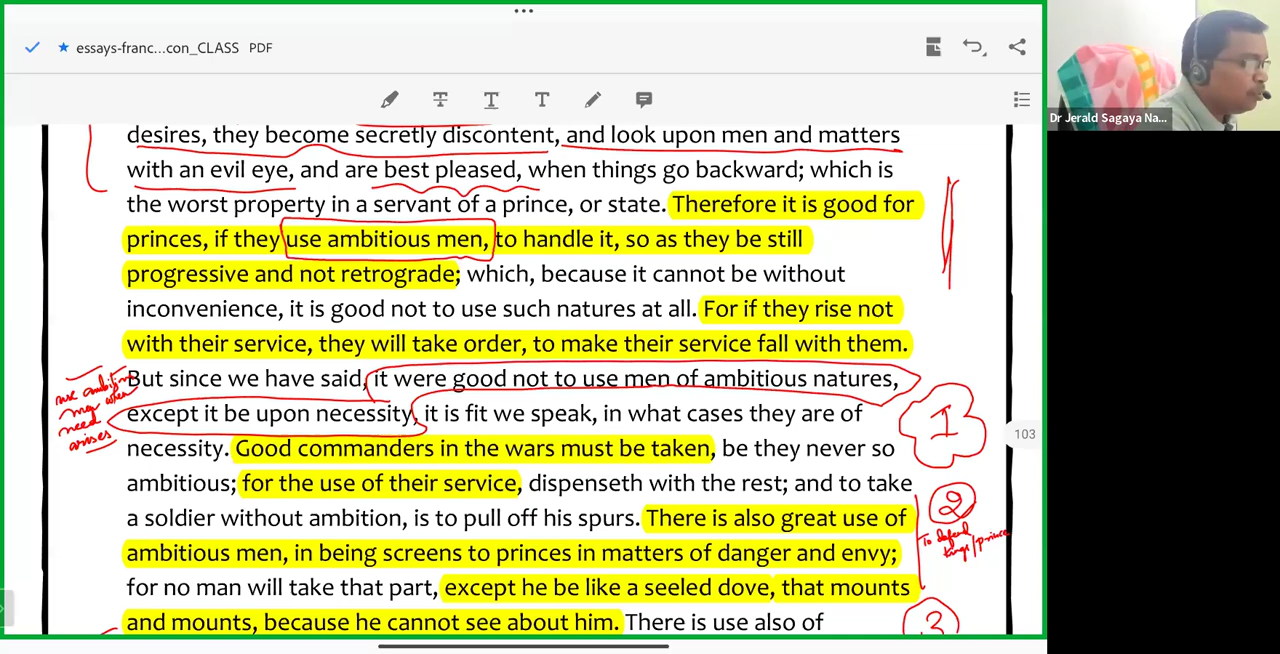 essays-franc...con_CLASS PDF
Dr Jerald Sagaya Na...
desires, they become secretly discontent, and look upon men and matters
with an evil eye, and are best pleased, when things go backward; which is
the worst property in a servant of a prince, or state. Therefore it is good for
princes, if they use ambitious men, to handle it, so as they be still
progressive and not retrograde; which, because it cannot be without
inconvenience, it is good not to use such natures at all. For if they rise not
with their service, they will take order, to make their service fall with them.
But since we have said, it were good not to use men of ambitious natures,
except it be upon necessity, it is fit we speak, in what cases they are of
necessity. Good commanders in the wars must be taken, be they never so
ambitious; for the use of their service, dispenseth with the rest; and to take
a soldier without ambition, is to pull off his spurs. There is also great use of
ambitious men, in being screens to princes in matters of danger and envy;
for no man will take that part, except he be like a seeled dove, that mounts
and mounts, because he cannot see about him. There is use also of
use ambitious
men when
need
arises
1
103
2
To defend
kings/prince
3